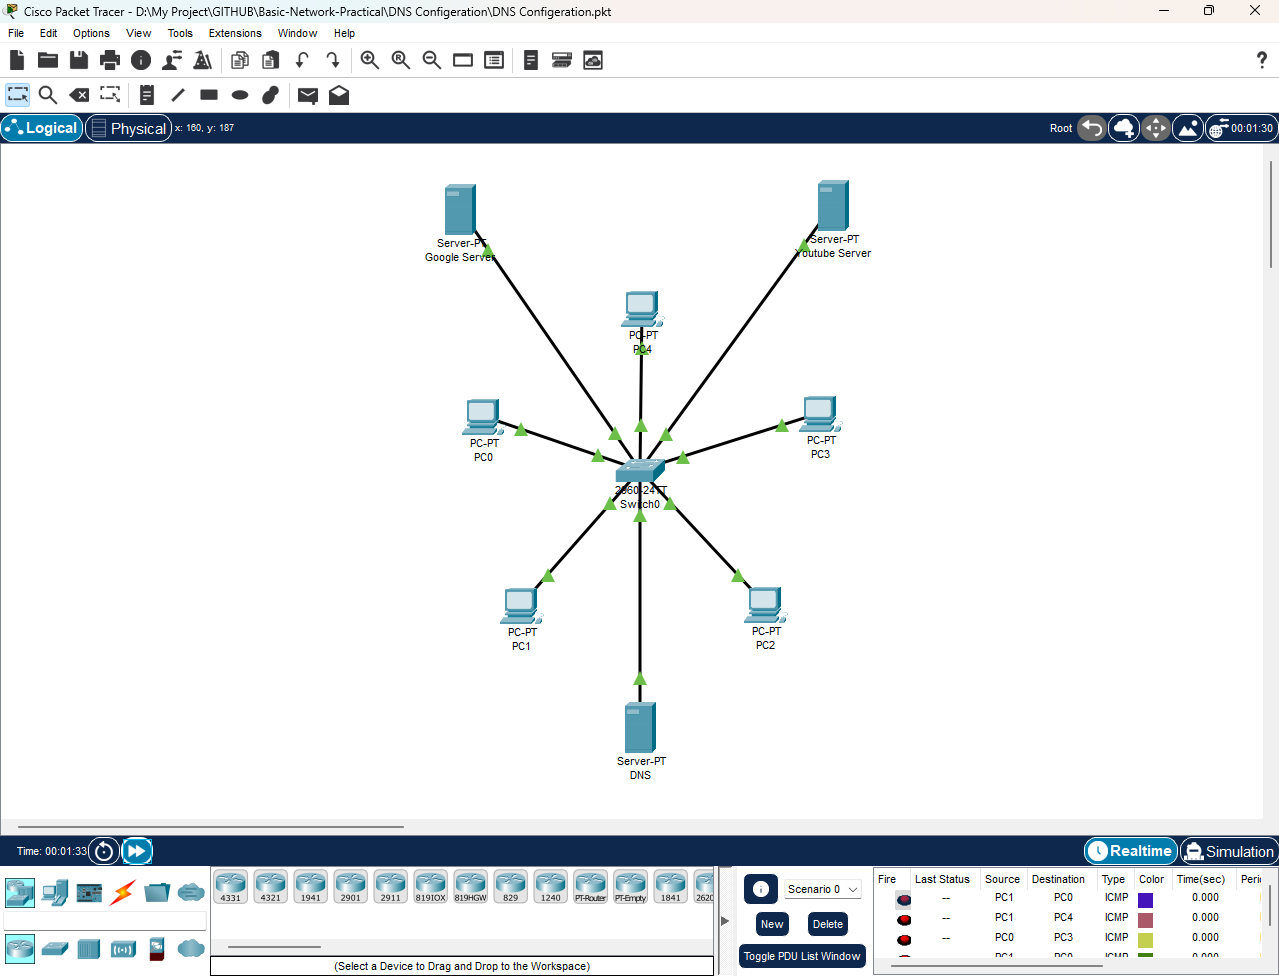 Cisco Packet Tracer - D:\My Project\GITHUB\Basic-Network-Practical\DNS Configeration\DNS Configeration.pkt
File Edit Options View Tools Extensions Window Help
?
Logical Physical x: 160, y: 187 Root 00:01:30
Server-PT
Google Server
Server-PT
Youtube Server
PC-PT
PC4
PC-PT
PC0
PC-PT
PC3
2960-24TT
Switch0
PC-PT
PC1
PC-PT
PC2
Server-PT
DNS
Time: 00:01:33 Realtime Simulation
4331 4321 1941 2901 2911 819IOX 819HGW 829 1240 PT-Router PT-Empty 1841 2620
(Select a Device to Drag and Drop to the Workspace)
Scenario 0
New Delete
Toggle PDU List Window
Fire Last Status Source Destination Type Color Time(sec) Peri
-- PC1 PC0 ICMP 0.000
-- PC1 PC4 ICMP 0.000
-- PC0 PC3 ICMP 0.000